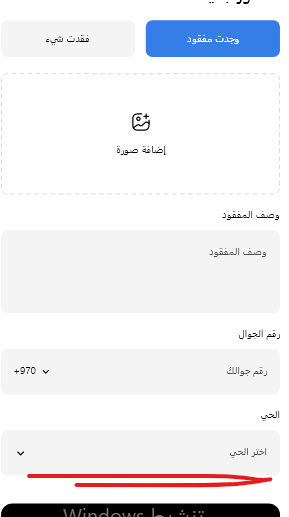 وجدت مفقود
فقدت شيء
إضافة صورة
وصف المفقود
وصف المفقود
رقم الجوال
رقم جوالك
+970
الحي
اختر الحي
تنشيط Windows